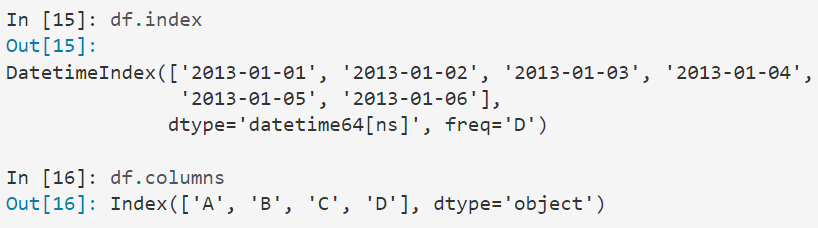 In [15]: df.index
Out[15]:
DatetimeIndex(['2013-01-01', '2013-01-02', '2013-01-03', '2013-01-04',
               '2013-01-05', '2013-01-06'],
              dtype='datetime64[ns]', freq='D')
In [16]: df.columns
Out[16]: Index(['A', 'B', 'C', 'D'], dtype='object')